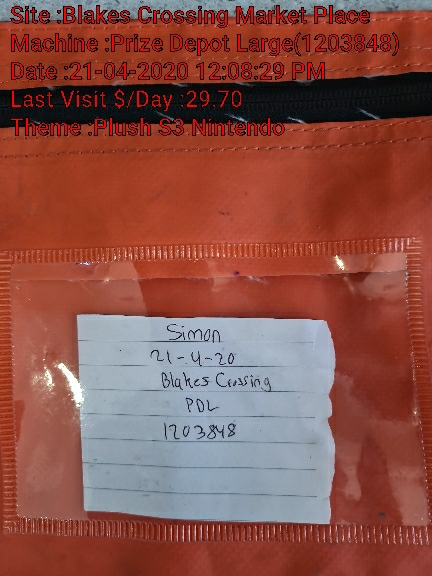 Site :Blakes Crossing Market Place
Machine :Prize Depot Large(1203848)
Date :21-04-2020 12:08:29 PM
Last Visit $/Day :29.70
Theme :Plush S3 Nintendo
Simon
21-4-20
Blakes Crossing
PDL
1203848